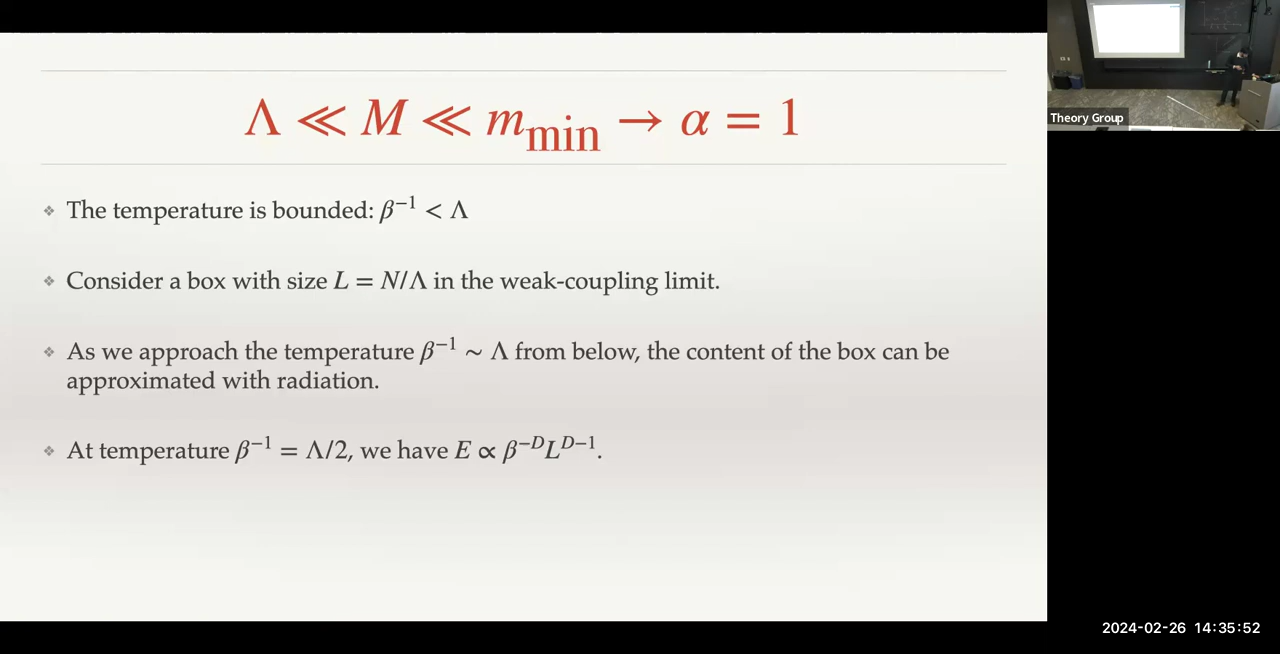 Λ ≪ M ≪ m_min → α = 1
❖ The temperature is bounded: β⁻¹ < Λ
❖ Consider a box with size L = N/Λ in the weak-coupling limit.
❖ As we approach the temperature β⁻¹ ~ Λ from below, the content of the box can be
approximated with radiation.
❖ At temperature β⁻¹ = Λ/2, we have E ∝ β⁻ᴰLᴰ⁻¹.
Theory Group
2024-02-26 14:35:52